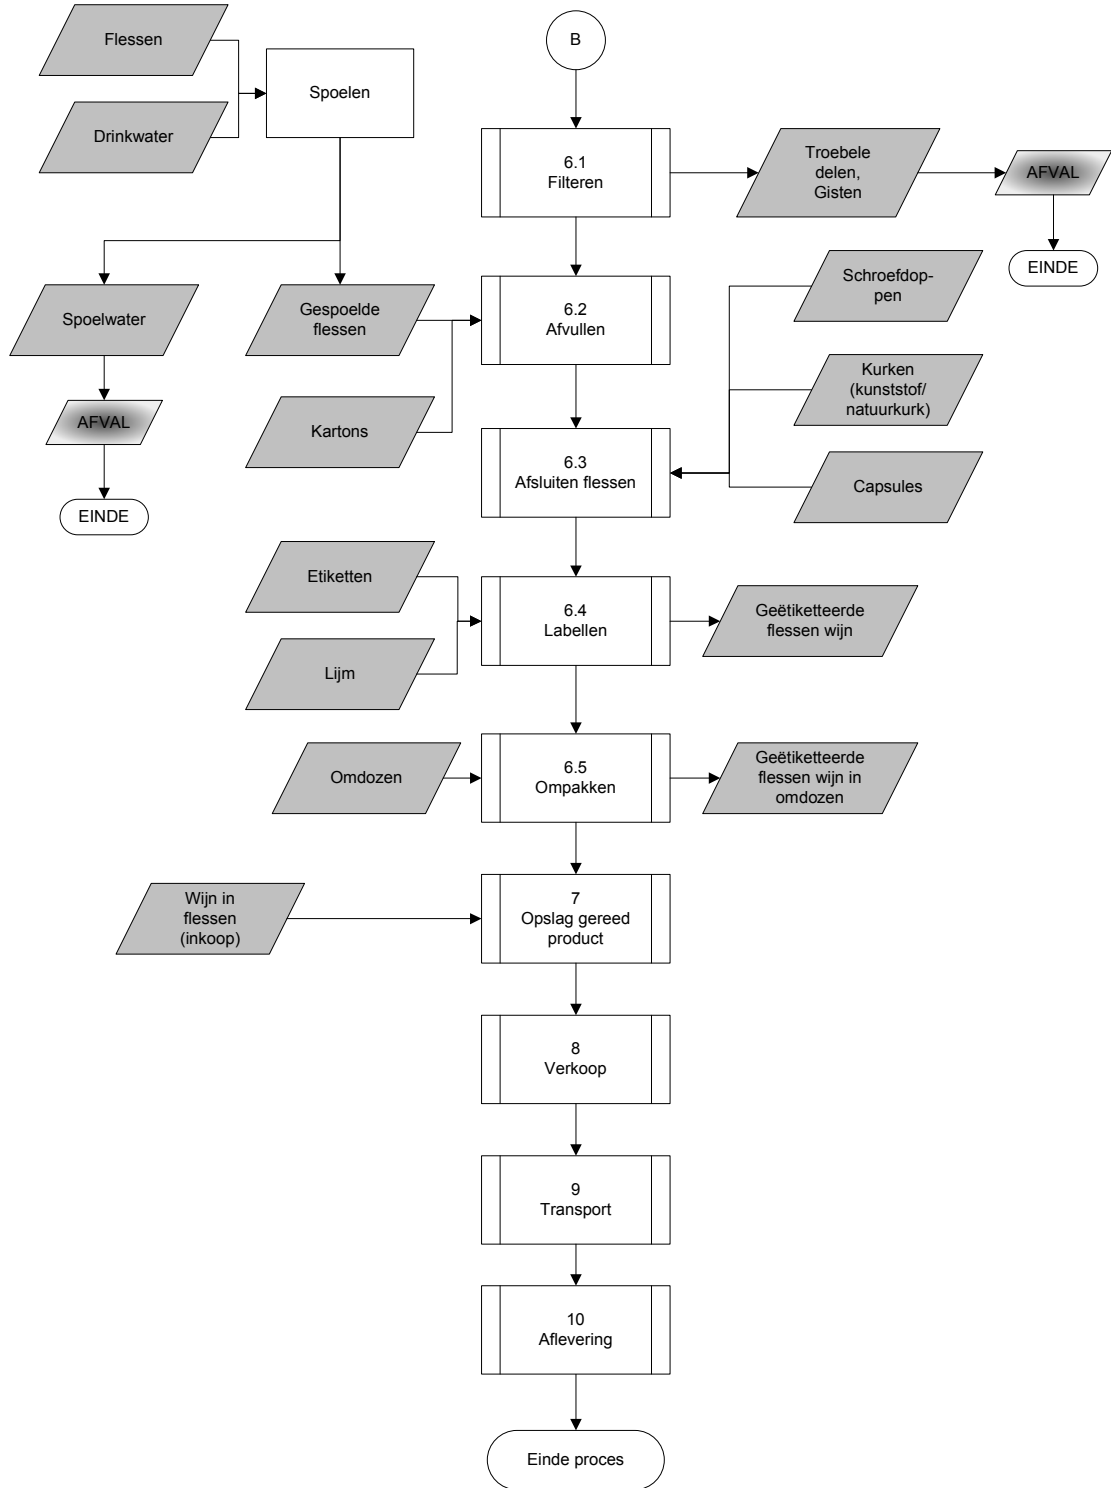 Flessen
Drinkwater
Spoelen
B
6.1
Filteren
Troebele
delen,
Gisten
AFVAL
EINDE
Spoelwater
AFVAL
EINDE
Gespoelde
flessen
Kartons
6.2
Afvullen
Schroefdop-
pen
Kurken
(kunststof/
natuurkurk)
Capsules
6.3
Afsluiten flessen
Etiketten
Lijm
6.4
Labellen
Geëtiketteerde
flessen wijn
Omdozen
6.5
Ompakken
Geëtiketteerde
flessen wijn in
omdozen
Wijn in
flessen
(inkoop)
7
Opslag gereed
product
8
Verkoop
9
Transport
10
Aflevering
Einde proces